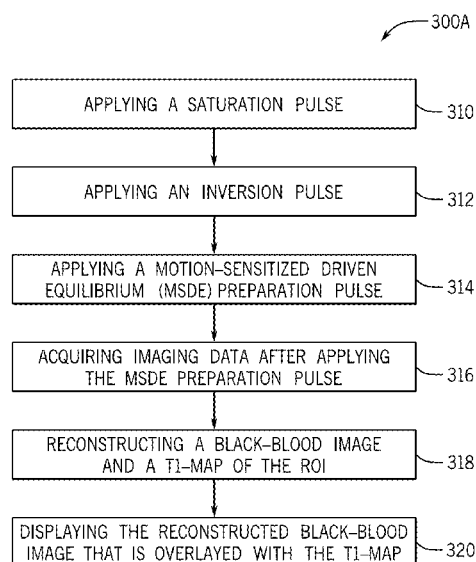 300A
APPLYING A SATURATION PULSE
310
APPLYING AN INVERSION PULSE
312
APPLYING A MOTION-SENSITIZED DRIVEN
EQUILIBRIUM (MSDE) PREPARATION PULSE
314
ACQUIRING IMAGING DATA AFTER APPLYING
THE MSDE PREPARATION PULSE
316
RECONSTRUCTING A BLACK-BLOOD IMAGE
AND A T1-MAP OF THE ROI
318
DISPLAYING THE RECONSTRUCTED BLACK-BLOOD
IMAGE THAT IS OVERLAYED WITH THE T1-MAP
320